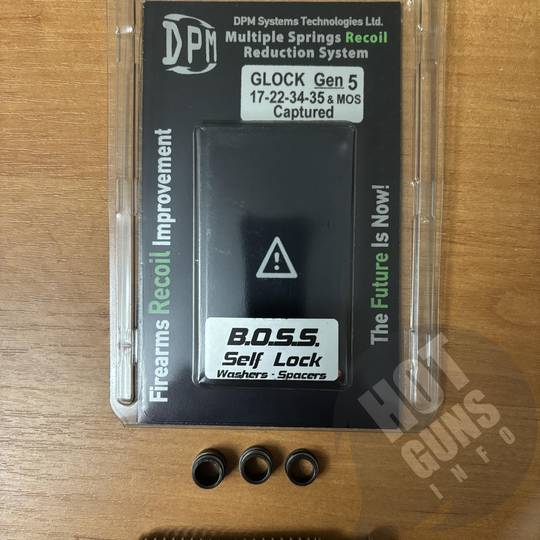 DPM
DPM Systems Technologies Ltd.
Multiple Springs Recoil
Reduction System
GLOCK Gen 5
17-22-34-35 & MOS
Captured
Firearms Recoil Improvement
The Future Is Now!
B.O.S.S.
Self Lock
Washers - Spacers
HOT
GUNS
INFO